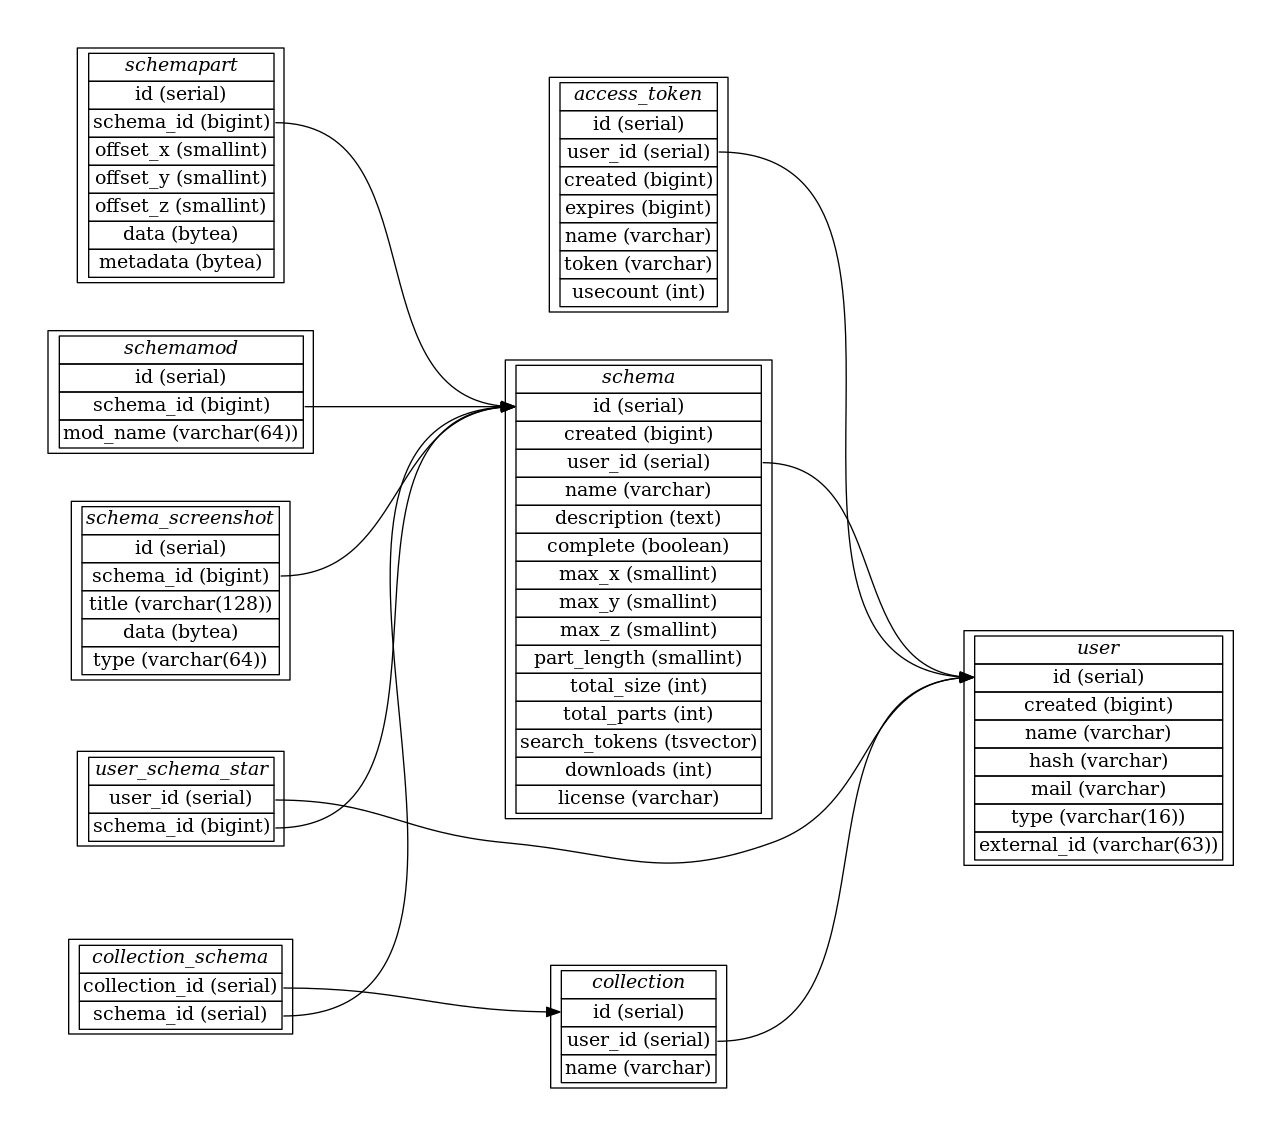 schemapart
id (serial)
schema_id (bigint)
offset_x (smallint)
offset_y (smallint)
offset_z (smallint)
data (bytea)
metadata (bytea)
schemamod
id (serial)
schema_id (bigint)
mod_name (varchar(64))
schema_screenshot
id (serial)
schema_id (bigint)
title (varchar(128))
data (bytea)
type (varchar(64))
user_schema_star
user_id (serial)
schema_id (bigint)
collection_schema
collection_id (serial)
schema_id (serial)
access_token
id (serial)
user_id (serial)
created (bigint)
expires (bigint)
name (varchar)
token (varchar)
usecount (int)
schema
id (serial)
created (bigint)
user_id (serial)
name (varchar)
description (text)
complete (boolean)
max_x (smallint)
max_y (smallint)
max_z (smallint)
part_length (smallint)
total_size (int)
total_parts (int)
search_tokens (tsvector)
downloads (int)
license (varchar)
collection
id (serial)
user_id (serial)
name (varchar)
user
id (serial)
created (bigint)
name (varchar)
hash (varchar)
mail (varchar)
type (varchar(16))
external_id (varchar(63))